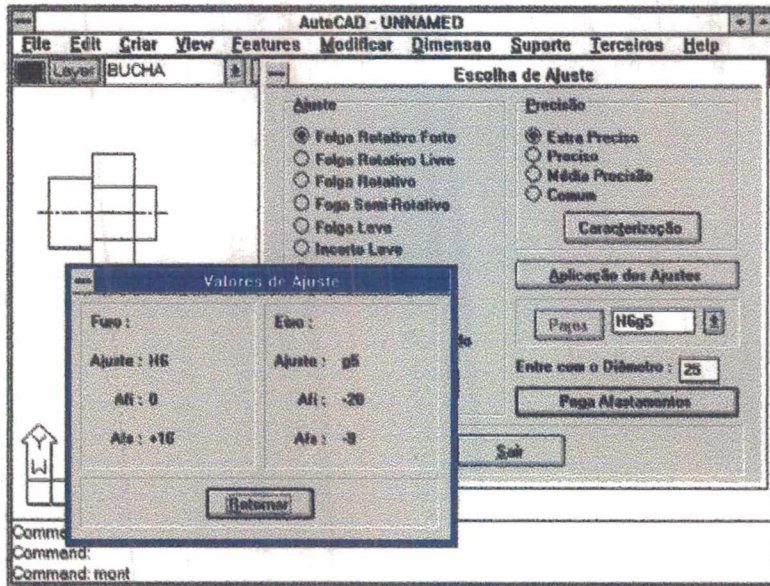 AutoCAD - UNNAMED
File Edit Criar View Features Modificar Dimensao Suporte Terceiros Help
Layer BUCHA
Escolha de Ajuste
Ajuste
Folga Rotativo Forte
Folga Rotativo Livre
Folga Rotativo
Foga Semi-Rotativo
Folga Leve
Incerto Leve
Precisão
Extra Preciso
Preciso
Média Precisão
Comum
Caracterização
Aplicação dos Ajustes
Peças H6g5
Entre com o Diâmetro : 25
Pega Afastamentos
Sair
Valores de Ajuste
Furo :
Ajuste : H6
Afi : 0
Afs : +16
Eixo :
Ajuste : g5
Afi : -20
Afs : -9
Retornar
W
Comme
Command:
Command: mont